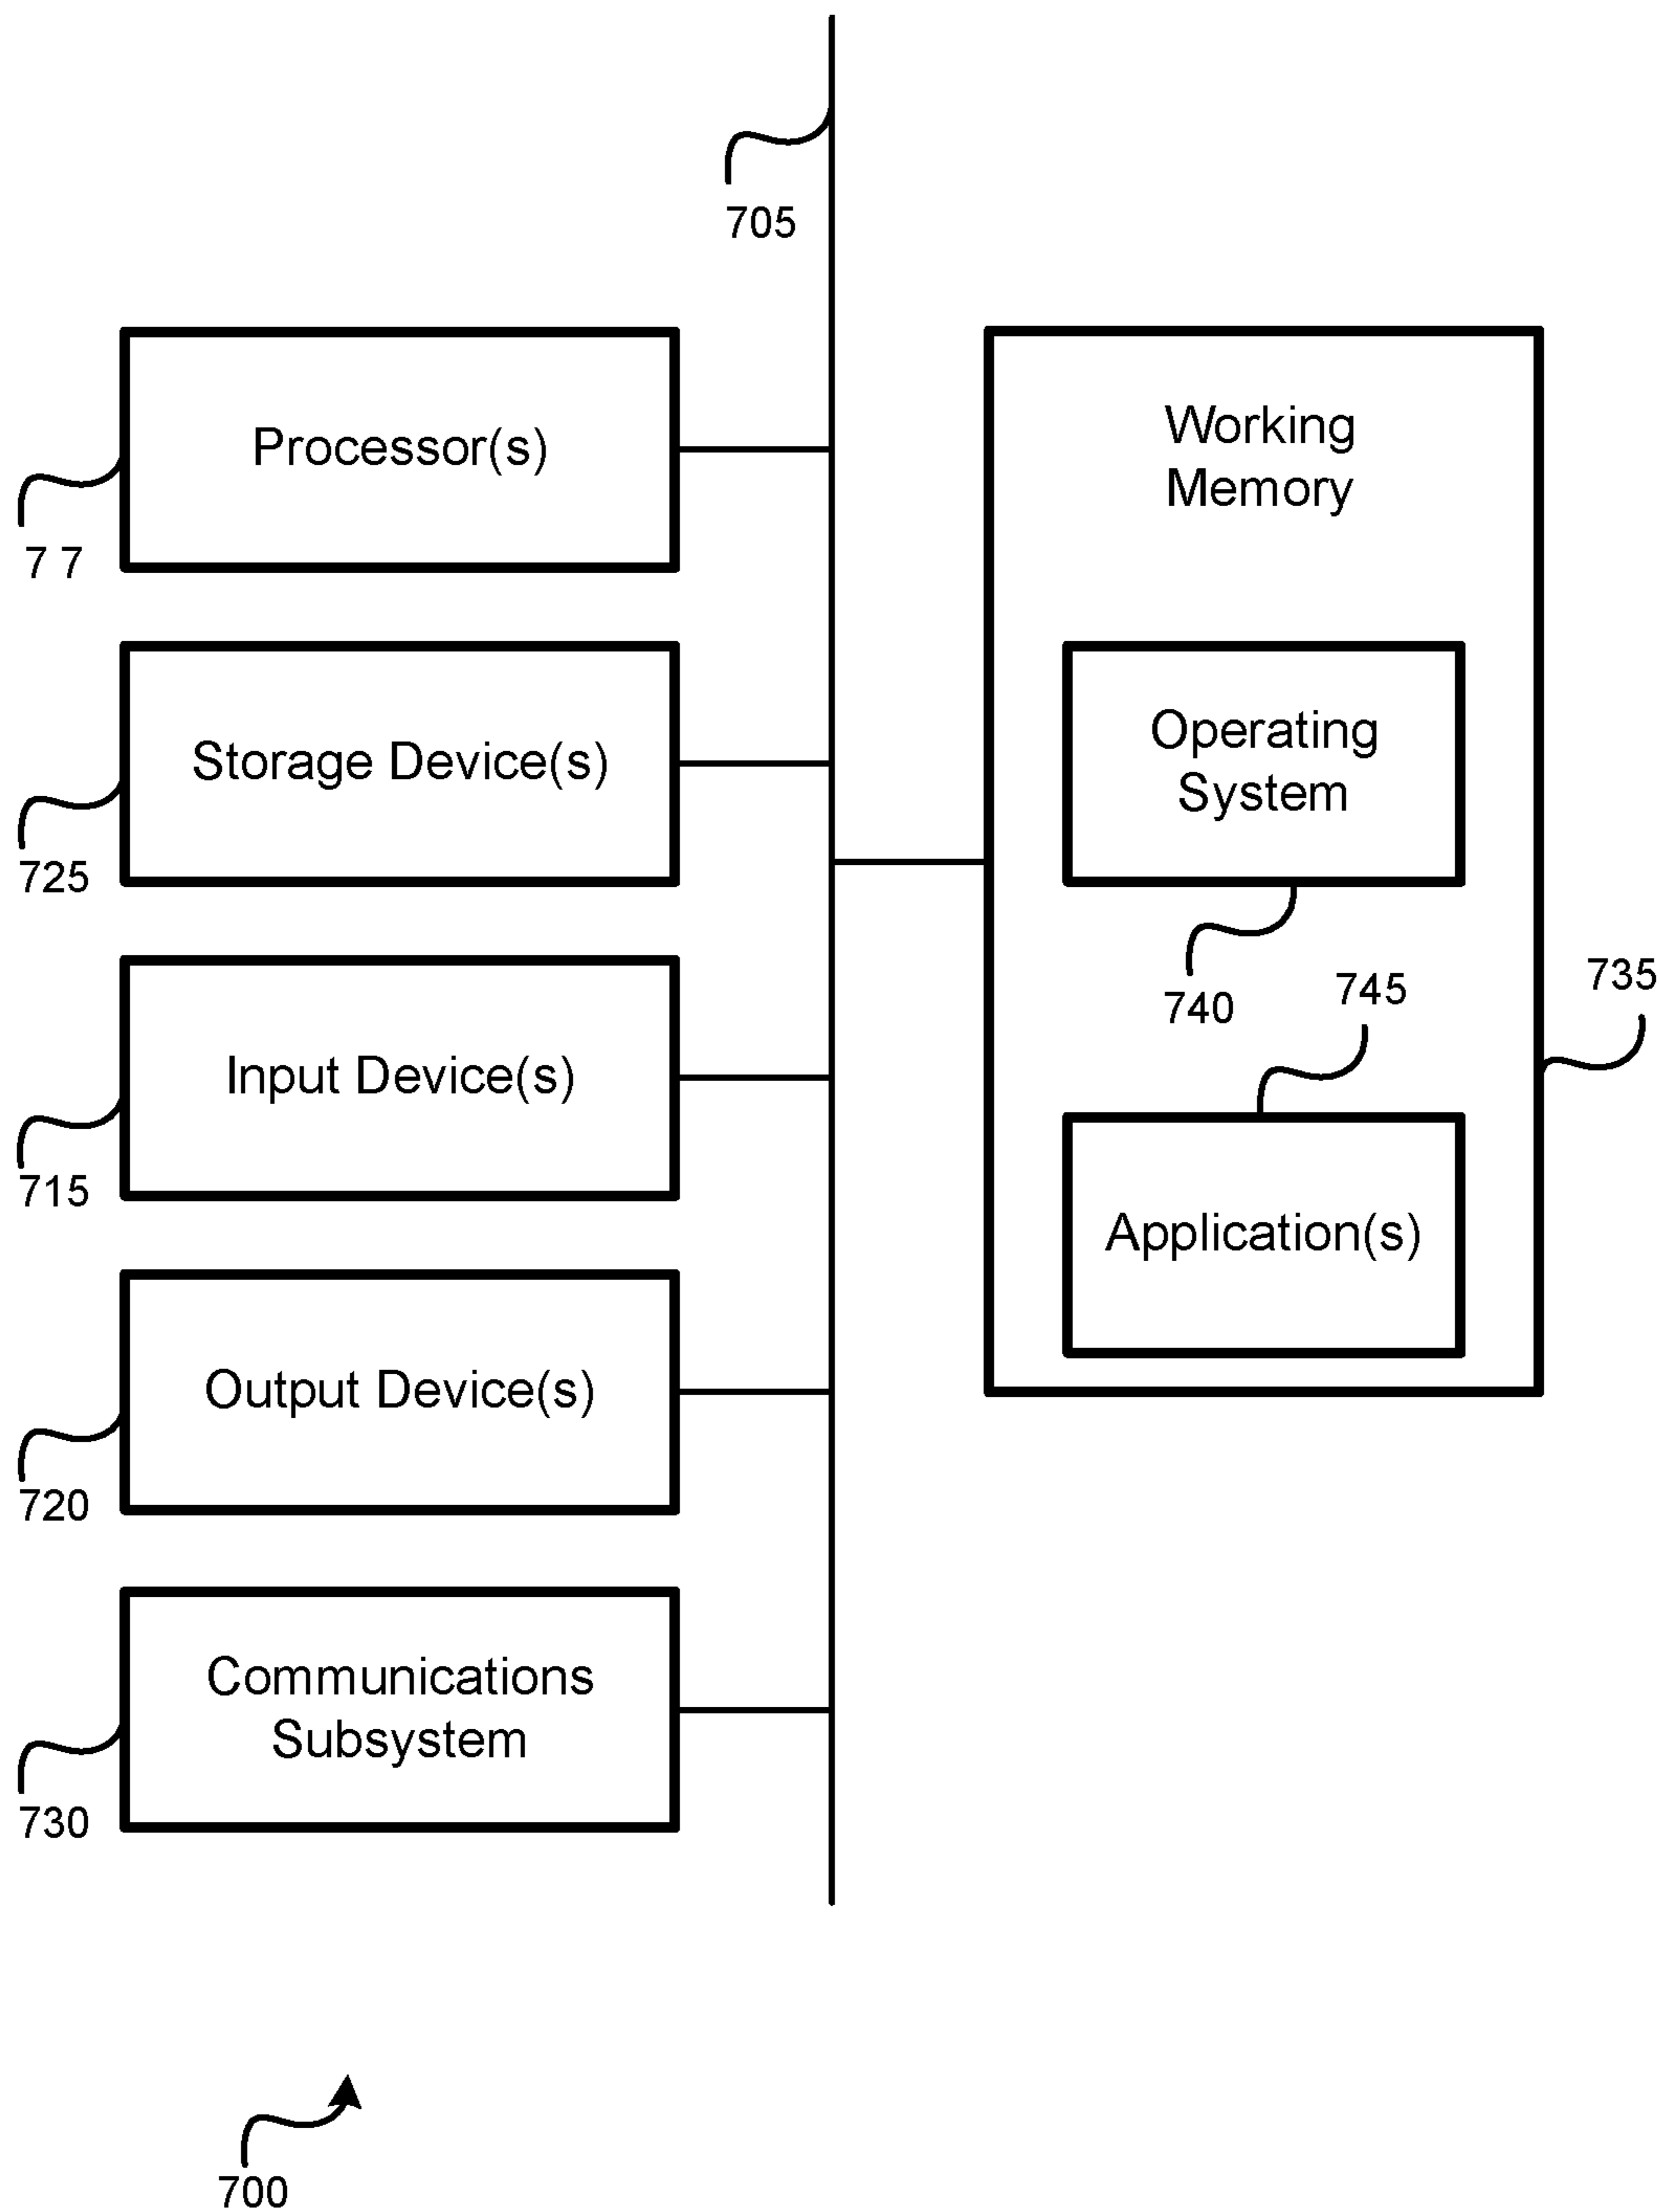 705
Processor(s)
7 7
Storage Device(s)
725
Input Device(s)
715
Output Device(s)
720
Communications
Subsystem
730
Working
Memory
Operating
System
740
745
735
Application(s)
700